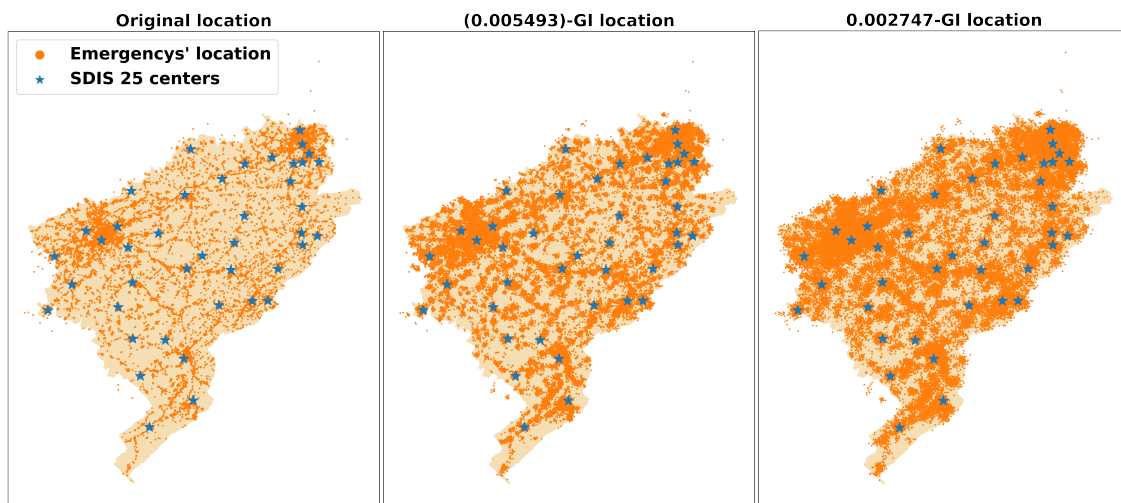 Original location
(0.005493)-GI location
0.002747-GI location
Emergencys' location
SDIS 25 centers